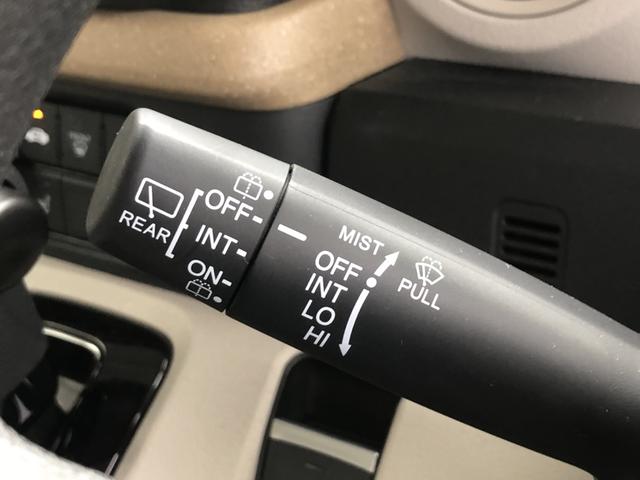 REAR
OFF
INT
ON
MIST
OFF
INT
LO
HI
PULL